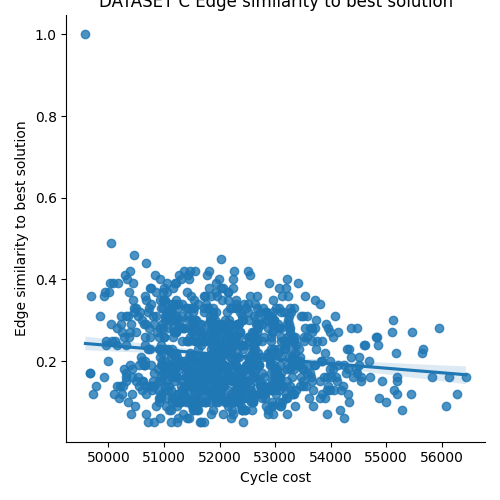 DATASET C Edge similarity to best solution
1.0
0.8
0.6
0.4
0.2
Edge similarity to best solution
50000 51000 52000 53000 54000 55000 56000
Cycle cost